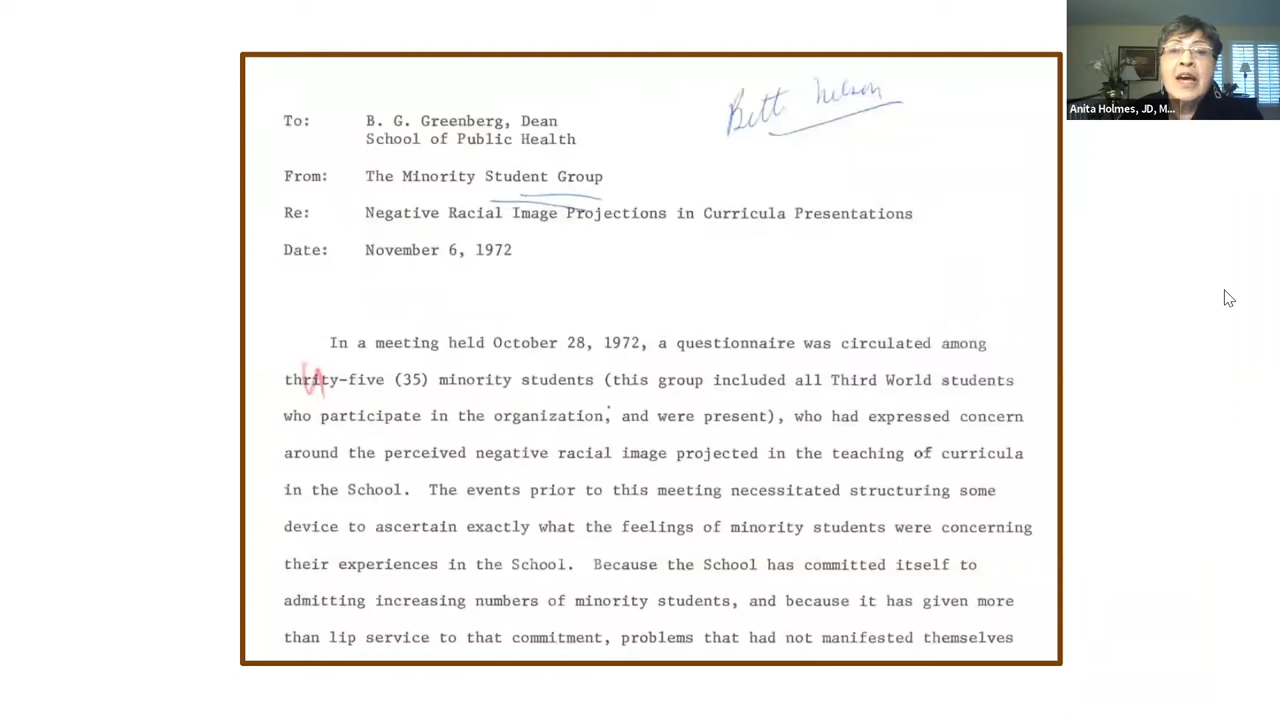 Bett Nelson
To: B. G. Greenberg, Dean
School of Public Health
From: The Minority Student Group
Re: Negative Racial Image Projections in Curricula Presentations
Date: November 6, 1972
In a meeting held October 28, 1972, a questionnaire was circulated among
thrity-five (35) minority students (this group included all Third World students
who participate in the organization, and were present), who had expressed concern
around the perceived negative racial image projected in the teaching of curricula
in the School. The events prior to this meeting necessitated structuring some
device to ascertain exactly what the feelings of minority students were concerning
their experiences in the School. Because the School has committed itself to
admitting increasing numbers of minority students, and because it has given more
than lip service to that commitment, problems that had not manifested themselves
Anita Holmes, JD, M...